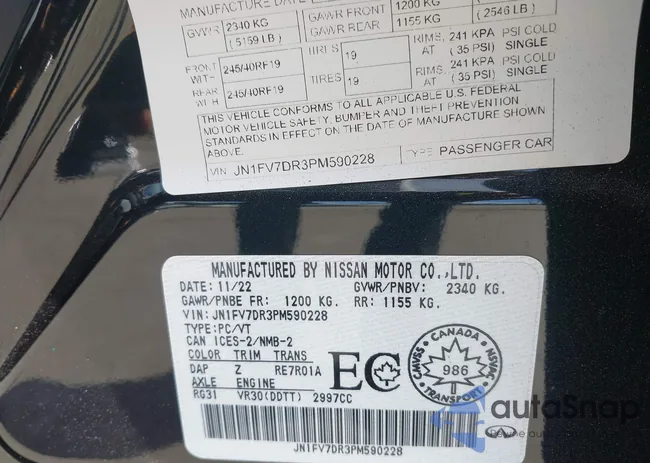 MANUFACTURE DATE
GVWR 2340 KG GAWR FRONT 1200 KG
(5159 LB) GAWR REAR 1155 KG (2546 LB)
FRONT WITH 245/40RF19 TIRES 19 RIMS, AT 241 KPA (35 PSI) PSI COLD SINGLE
REAR WITH 245/40RF19 TIRES 19 RIMS, AT 241 KPA (35 PSI) PSI COLD SINGLE
THIS VEHICLE CONFORMS TO ALL APPLICABLE U.S. FEDERAL
MOTOR VEHICLE SAFETY, BUMPER AND THEFT PREVENTION
STANDARDS IN EFFECT ON THE DATE OF MANUFACTURE SHOWN
ABOVE.
VIN JN1FV7DR3PM590228 TYPE PASSENGER CAR
MANUFACTURED BY NISSAN MOTOR CO.,LTD.
DATE: 11/22 GVWR/PNBV: 2340 KG.
GAWR/PNBE FR: 1200 KG. RR: 1155 KG.
VIN: JN1FV7DR3PM590228
TYPE:PC/VT
CAN ICES-2/NMB-2
COLOR TRIM TRANS
DAP Z RE7R01A
AXLE ENGINE
RG31 VR30(DDTT) 2997CC
EC
CANADA
CMVSS
986
NSVAC
TRANSPORT
JN1FV7DR3PM590228
autoSnap